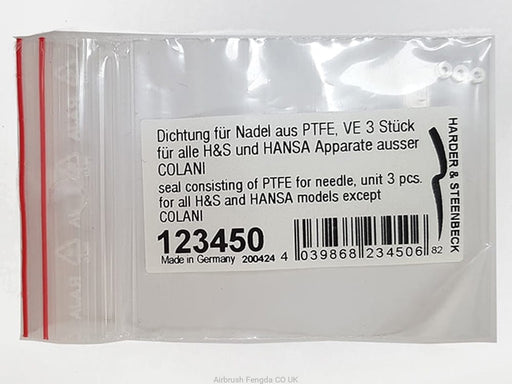 Dichtung für Nadel aus PTFE, VE 3 Stück
für alle H&S und HANSA Apparate ausser
COLANI
seal consisting of PTFE for needle, unit 3 pcs.
for all H&S and HANSA models except
COLANI
123450
Made in Germany 200424
4 039868 234506 82
HARDER & STEENBECK
Airbrush Fengda CO UK